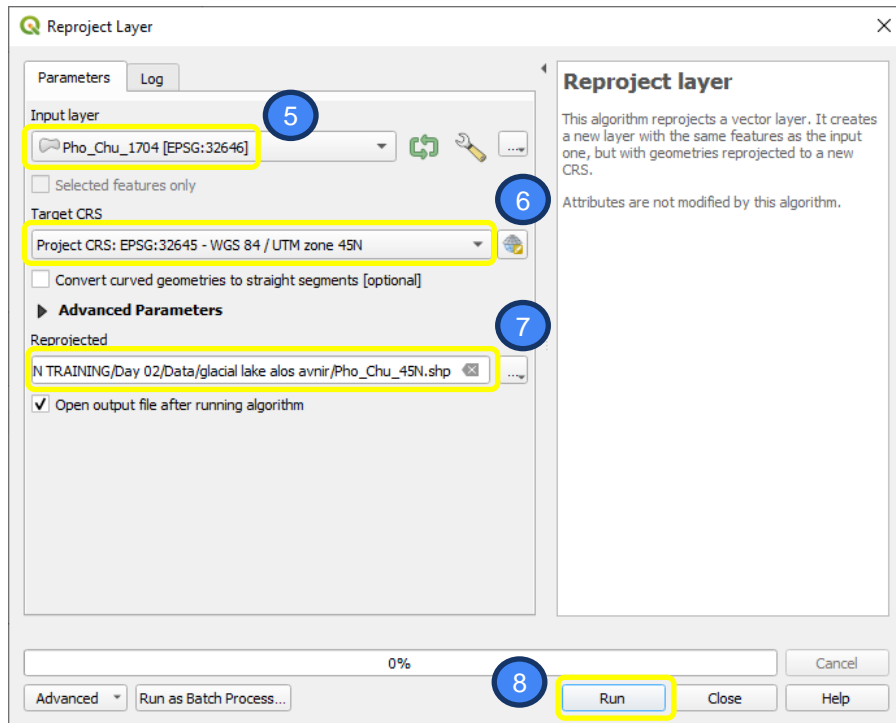 Reproject Layer
Parameters
Log
Input layer
5
Pho_Chu_1704 [EPSG:32646]
...
Selected features only
6
Target CRS
Project CRS: EPSG:32645 - WGS 84 / UTM zone 45N
Convert curved geometries to straight segments [optional]
Advanced Parameters
7
Reprojected
N TRAINING/Day 02/Data/glacial lake alos avnir/Pho_Chu_45N.shp
...
Open output file after running algorithm
Reproject layer
This algorithm reprojects a vector layer. It creates
a new layer with the same features as the input
one, but with geometries reprojected to a new
CRS.
Attributes are not modified by this algorithm.
0%
Cancel
8
Advanced
Run as Batch Process...
Run
Close
Help